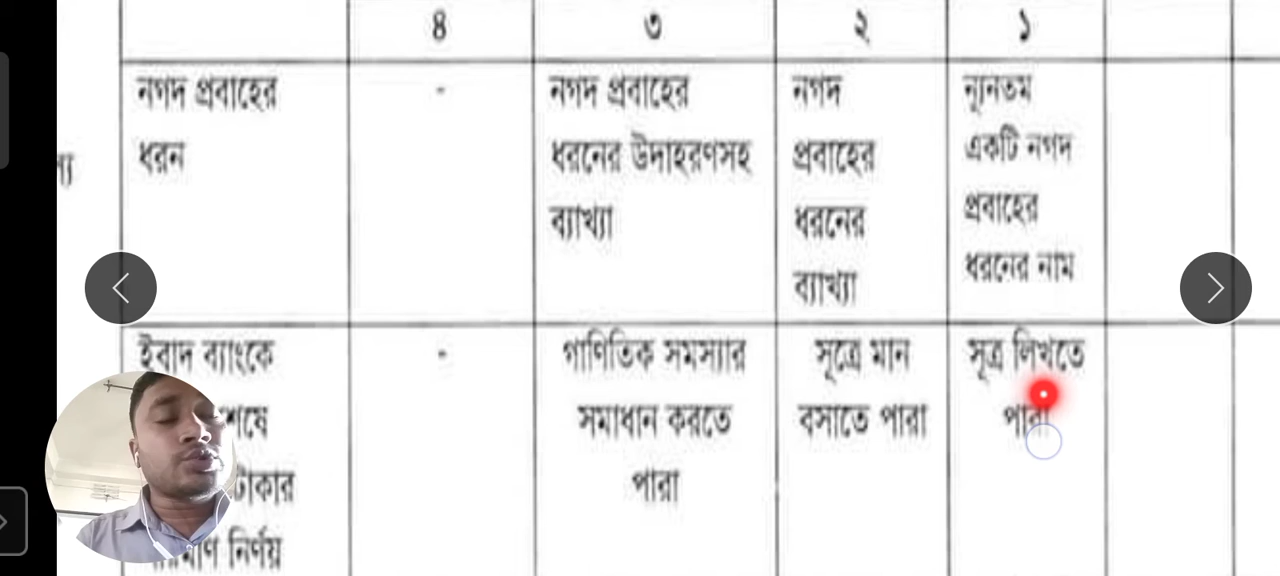 ৪ ৩ ২ ১
নগদ প্রবাহের
ধরন
-
নগদ প্রবাহের
ধরনের উদাহরণসহ
ব্যাখ্যা
নগদ
প্রবাহের
ধরনের
ব্যাখ্যা
ন্যূনতম
একটি নগদ
প্রবাহের
ধরনের নাম
ইবাদ ব্যাংকে
শেষে
টাকার
নির্ণয়
-
গাণিতিক সমস্যার
সমাধান করতে
পারা
সূত্রে মান
বসাতে পারা
সূত্র লিখতে
পারা